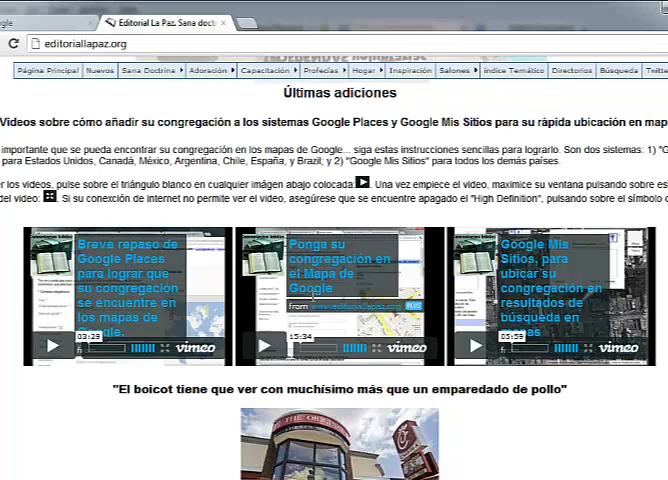 gle
Editorial La Paz. Sana doct
editoriallapaz.org
Página Principal Nuevos Sana Doctrina Adoración Capacitación Profecías Hogar Inspiración Salones índice Temático Directorios Búsqueda Twitte
Últimas adiciones
Videos sobre cómo añadir su congregación a los sistemas Google Places y Google Mis Sitios para su rápida ubicación en map
importante que se pueda encontrar su congregación en los mapas de Google... siga estas instrucciones sencillas para lograrlo. Son dos sistemas: 1) "G
para Estados Unidos, Canadá, México, Argentina, Chile, España, y Brazil; y 2) "Google Mis Sitios" para todos los demás países.
er los videos, pulse sobre el triángulo blanco en cualquier imágen abajo colocada: Una vez empiece el video, maximice su ventana pulsando sobre es
del video: Si su conexción de Internet no permite ver el video, asegúrese que se encuentre apagado el "High Definition", pulsando sobre el símbolo c
Breve repaso de
Google Places
para lograr que
su congregación
se encuentre en
los mapas de
Google.
03:29
vimeo
Ponga su
congregación en
el Mapa de
Google
from www.editoriallapaz.org PLUS
15:34
vimeo
Google Mis
Sitios, para
ubicar su
congregación en
resultados de
búsqueda en
mapas
05:59
vimeo
"El boicot tiene que ver con muchísimo más que un emparedado de pollo"